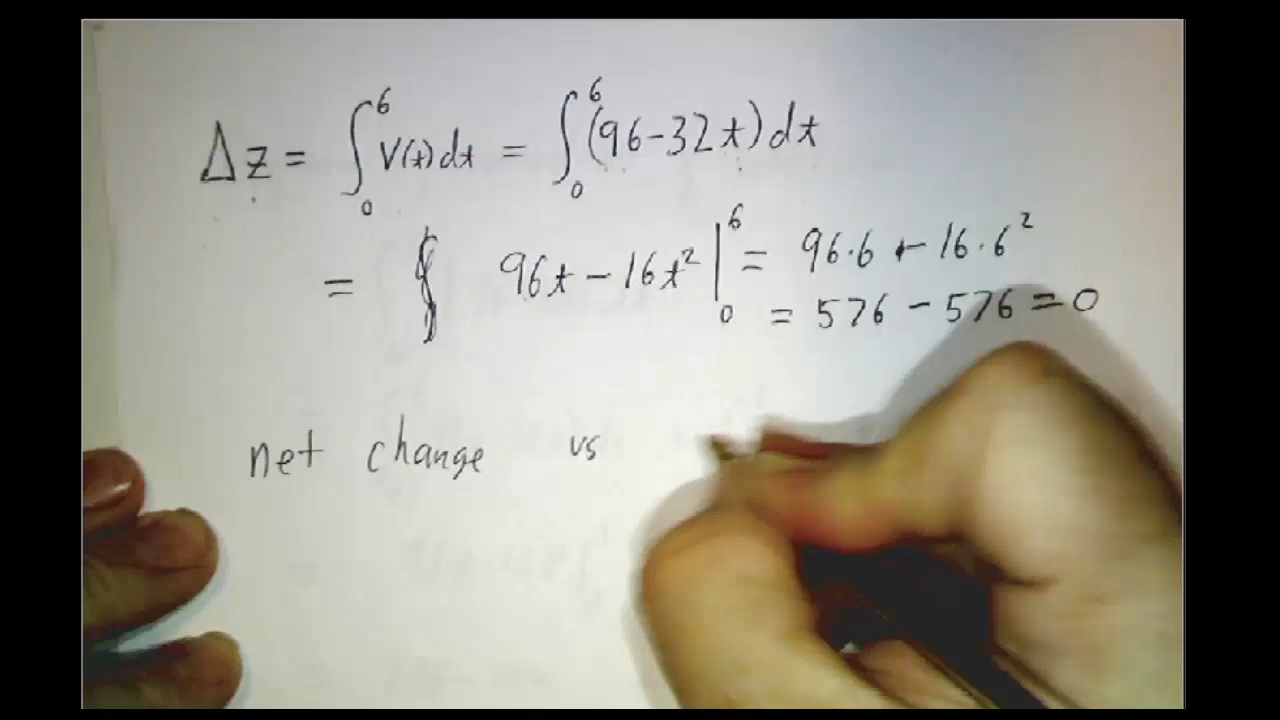 Δz = ∫₀⁶ V(t)dt = ∫₀⁶ (96-32t)dt
= 96t - 16t² |₀⁶ = 96·6 - 16·6²
= 576 - 576 = 0
net change vs